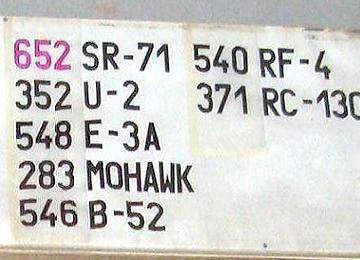 652 SR-71 540 RF-4
352 U-2 371 RC-130
548 E-3A
283 MOHAWK
546 B-52